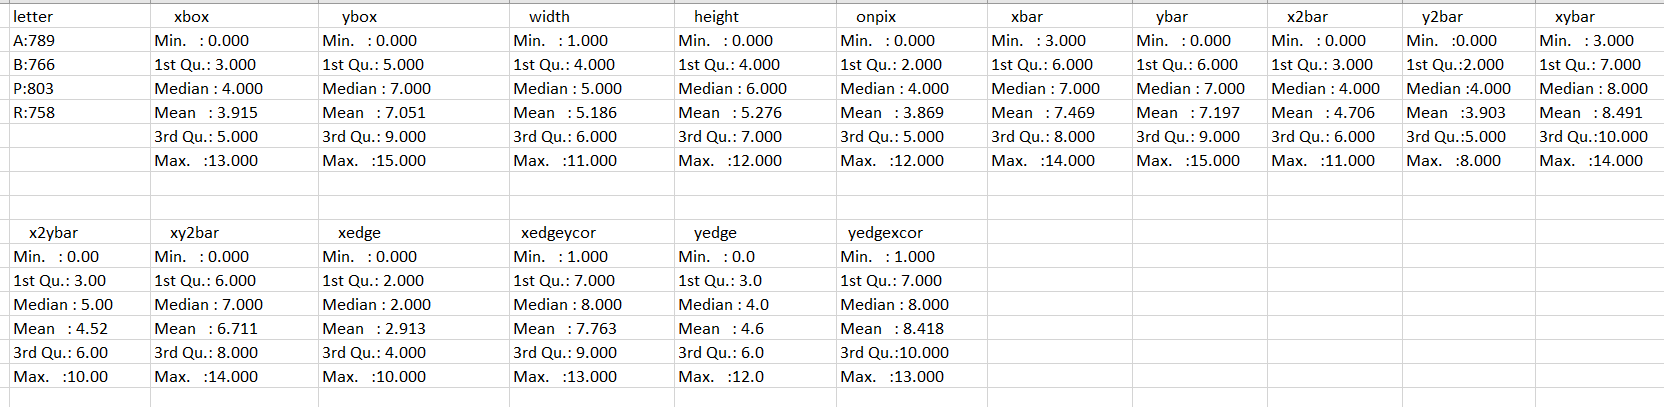 letter xbox ybox width height onpix xbar ybar x2bar y2bar xybar
A:789 Min. : 0.000 Min. : 0.000 Min. : 1.000 Min. : 0.000 Min. : 0.000 Min. : 3.000 Min. : 0.000 Min. : 0.000 Min. :0.000 Min. : 3.000
B:766 1st Qu.: 3.000 1st Qu.: 5.000 1st Qu.: 4.000 1st Qu.: 4.000 1st Qu.: 2.000 1st Qu.: 6.000 1st Qu.: 6.000 1st Qu.: 3.000 1st Qu.:2.000 1st Qu.: 7.000
P:803 Median : 4.000 Median : 7.000 Median : 5.000 Median : 6.000 Median : 4.000 Median : 7.000 Median : 7.000 Median : 4.000 Median :4.000 Median : 8.000
R:758 Mean : 3.915 Mean : 7.051 Mean : 5.186 Mean : 5.276 Mean : 3.869 Mean : 7.469 Mean : 7.197 Mean : 4.706 Mean :3.903 Mean : 8.491
3rd Qu.: 5.000 3rd Qu.: 9.000 3rd Qu.: 6.000 3rd Qu.: 7.000 3rd Qu.: 5.000 3rd Qu.: 8.000 3rd Qu.: 9.000 3rd Qu.: 6.000 3rd Qu.:5.000 3rd Qu.:10.000
Max. :13.000 Max. :15.000 Max. :11.000 Max. :12.000 Max. :12.000 Max. :14.000 Max. :15.000 Max. :11.000 Max. :8.000 Max. :14.000
x2ybar xy2bar xedge xedgeycor yedge yedgexcor
Min. : 0.00 Min. : 0.000 Min. : 0.000 Min. : 1.000 Min. : 0.0 Min. : 1.000
1st Qu.: 3.00 1st Qu.: 6.000 1st Qu.: 2.000 1st Qu.: 7.000 1st Qu.: 3.0 1st Qu.: 7.000
Median : 5.00 Median : 7.000 Median : 2.000 Median : 8.000 Median : 4.0 Median : 8.000
Mean : 4.52 Mean : 6.711 Mean : 2.913 Mean : 7.763 Mean : 4.6 Mean : 8.418
3rd Qu.: 6.00 3rd Qu.: 8.000 3rd Qu.: 4.000 3rd Qu.: 9.000 3rd Qu.: 6.0 3rd Qu.:10.000
Max. :10.00 Max. :14.000 Max. :10.000 Max. :13.000 Max. :12.0 Max. :13.000